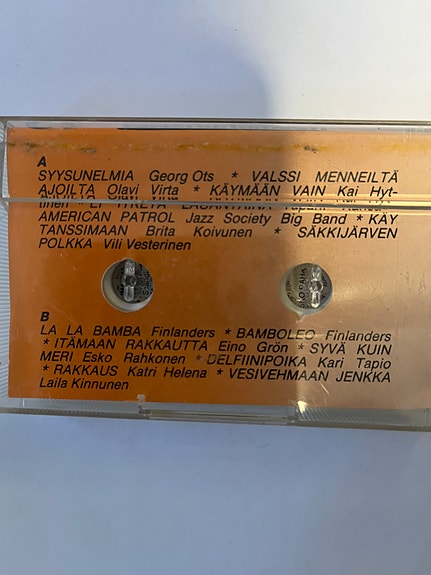 A
SYYSUNELMIA Georg Ots * VALSSI MENNEILTÄ
AJOILTA Olavi Virta * KÄYMÄÄN VAIN Kai Hyt-
tinen
AMERICAN PATROL Jazz Society Big Band * KÄY
TANSSIMAAN Brita Koivunen * SÄKKIJÄRVEN
POLKKA Vili Vesterinen
B
LA LA BAMBA Finlanders * BAMBOLEO Finlanders
* ITÄMAAN RAKKAUTTA Eino Grön * SYVÄ KUIN
MERI Esko Rahkonen * DELFIINIPOIKA Kari Tapio
* RAKKAUS Katri Helena * VESIVEHMAAN JENKKA
Laila Kinnunen